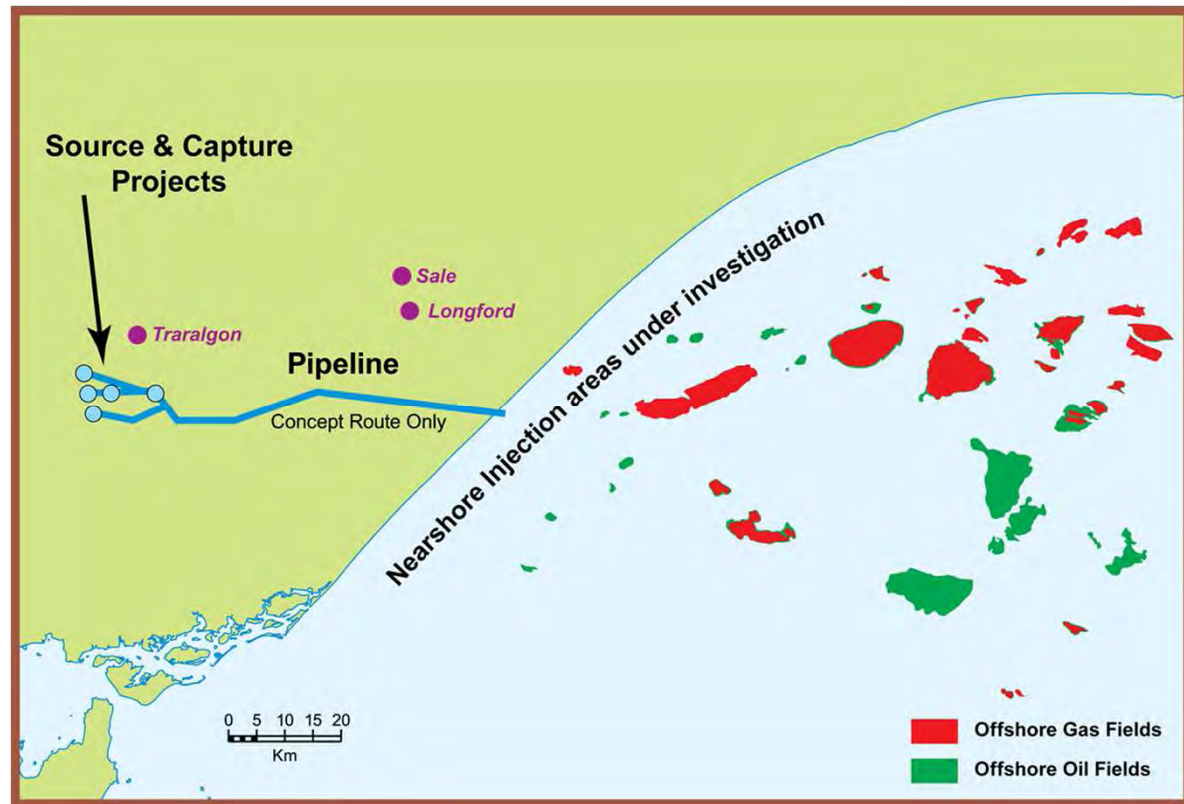 Source & Capture
Projects
Sale
Longford
Traralgon
Pipeline
Concept Route Only
Nearshore Injection areas under investigation
0 5 10 15 20
Km
Offshore Gas Fields
Offshore Oil Fields